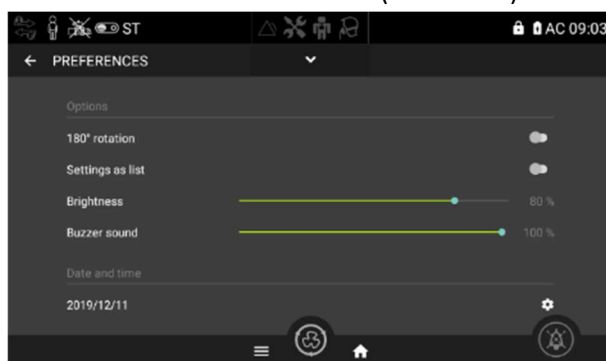 ST AC 09:03
PREFERENCES
Options
180° rotation
Settings as list
Brightness 80 %
Buzzer sound 100 %
Date and time
2019/12/11